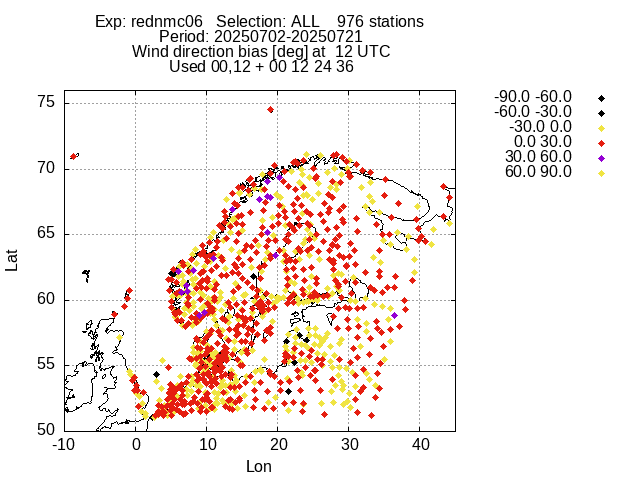 Exp: rednmc06   Selection: ALL    976 stations
Period: 20250702-20250721
Wind direction bias [deg] at  12 UTC
Used 00,12 + 00 12 24 36
-90.0 -60.0
-60.0 -30.0
-30.0 0.0
0.0 30.0
30.0 60.0
60.0 90.0
75
70
65
60
55
50
Lat
-10 0 10 20 30 40
Lon